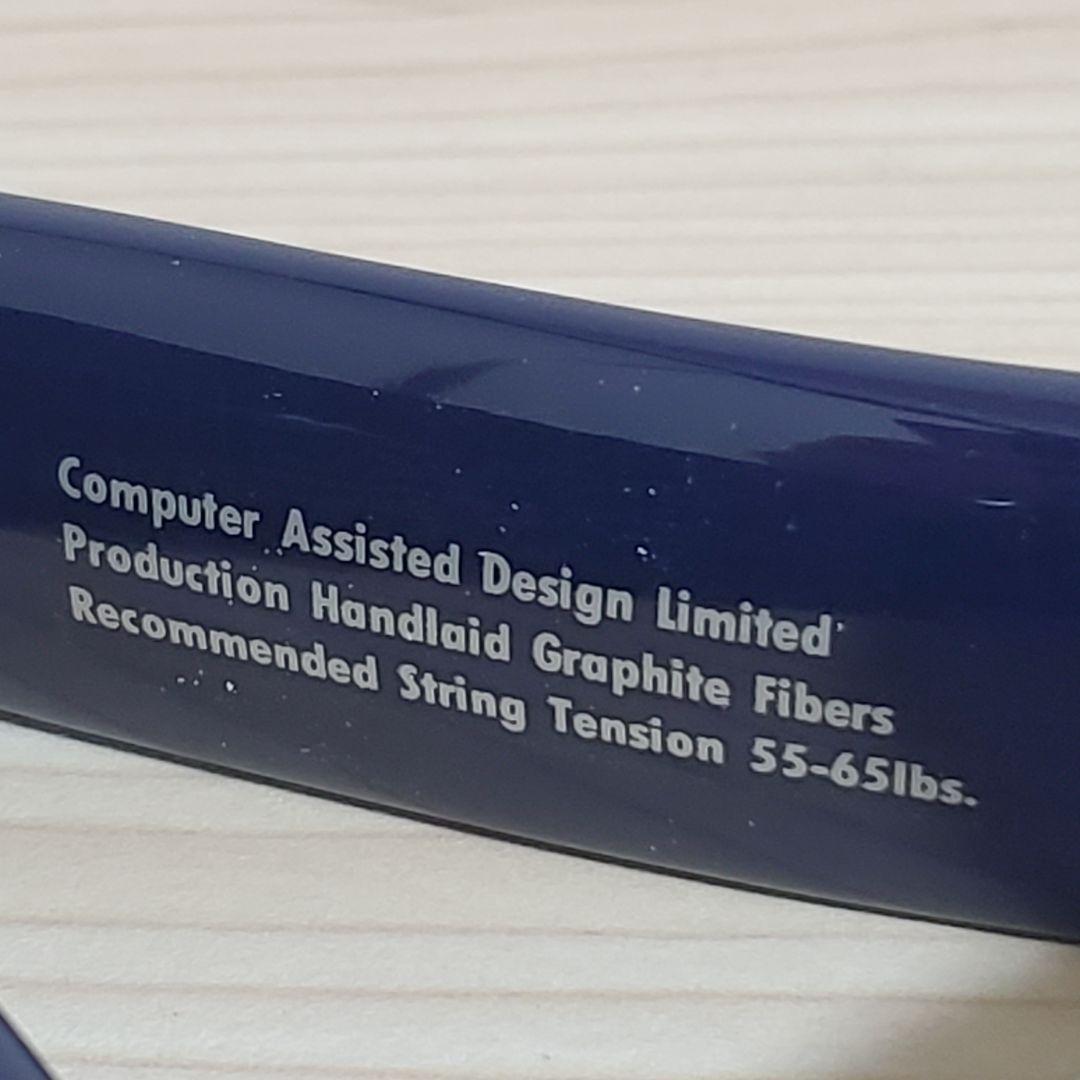 Computer Assisted Design Limited
Production Handlaid Graphite Fibers
Recommended String Tension 55-65lbs.